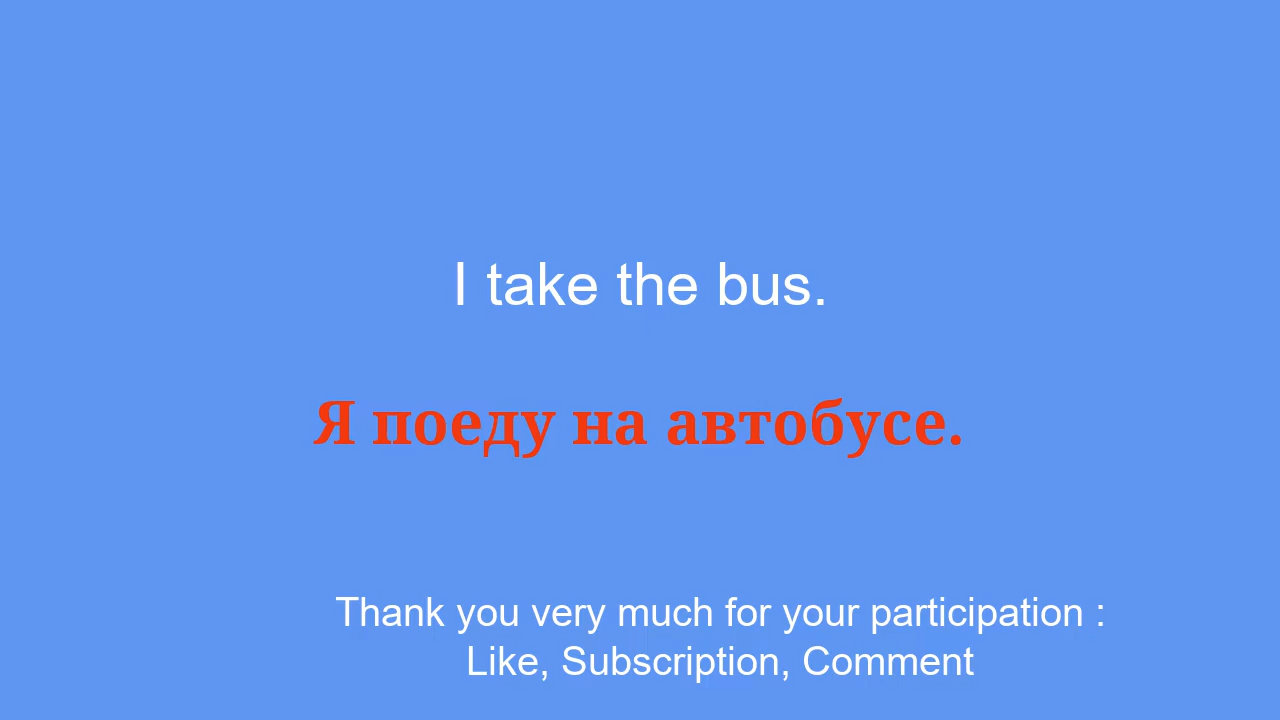 I take the bus.
Я поеду на автобусе.
Thank you very much for your participation :
Like, Subscription, Comment